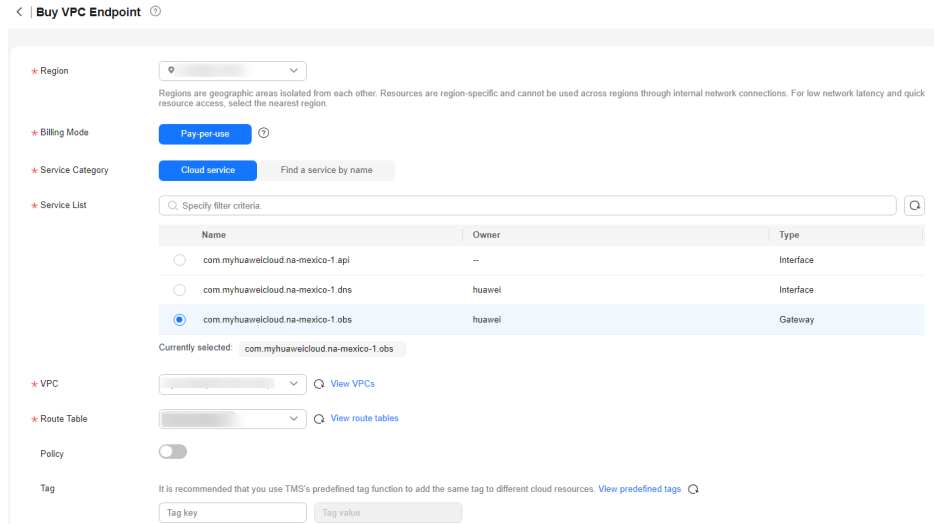 Buy VPC Endpoint
Region
Regions are geographic areas isolated from each other. Resources are region-specific and cannot be used across regions through internal network connections. For low network latency and quick
resource access, select the nearest region.
Billing Mode Pay-per-use
Service Category Cloud service Find a service by name
Service List Specify filter criteria.
Name Owner Type
com.myhuaweicloud.na-mexico-1.api -- Interface
com.myhuaweicloud.na-mexico-1.dns huawei Interface
com.myhuaweicloud.na-mexico-1.obs huawei Gateway
Currently selected: com.myhuaweicloud.na-mexico-1.obs
VPC View VPCs
Route Table View route tables
Policy
Tag It is recommended that you use TMS's predefined tag function to add the same tag to different cloud resources. View predefined tags
Tag key Tag value